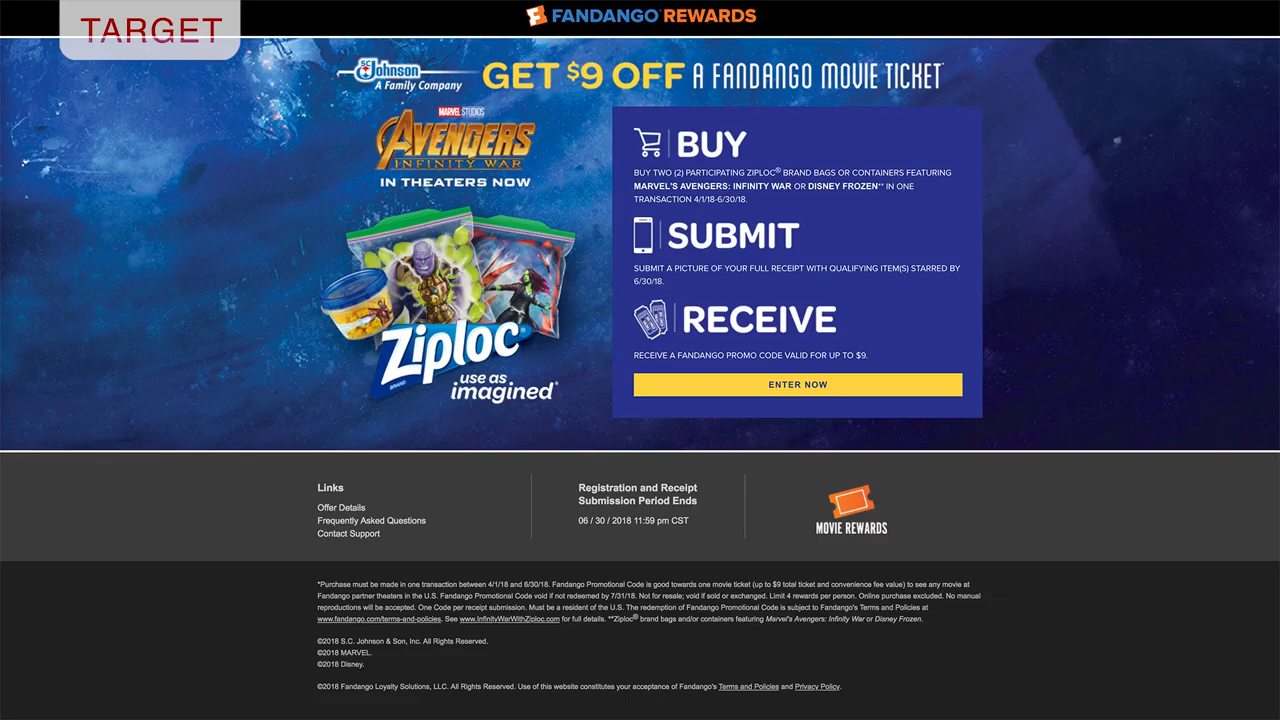 TARGET
FANDANGO REWARDS
SC Johnson
A Family Company
GET $9 OFF A FANDANGO MOVIE TICKET*
MARVEL STUDIOS
AVENGERS
INFINITY WAR
IN THEATERS NOW
Ziploc®
BRAND
use as
imagined®
BUY
BUY TWO (2) PARTICIPATING ZIPLOC® BRAND BAGS OR CONTAINERS FEATURING
MARVEL'S AVENGERS: INFINITY WAR OR DISNEY FROZEN** IN ONE
TRANSACTION 4/1/18-6/30/18.
SUBMIT
SUBMIT A PICTURE OF YOUR FULL RECEIPT WITH QUALIFYING ITEM(S) STARRED BY
6/30/18.
RECEIVE
RECEIVE A FANDANGO PROMO CODE VALID FOR UP TO $9.
ENTER NOW
Links
Offer Details
Frequently Asked Questions
Contact Support
Registration and Receipt
Submission Period Ends
06 / 30 / 2018 11:59 pm CST
MOVIE REWARDS
*Purchase must be made in one transaction between 4/1/18 and 6/30/18. Fandango Promotional Code is good towards one movie ticket (up to $9 total ticket and convenience fee value) to see any movie at
Fandango partner theaters in the U.S. Fandango Promotional Code void if not redeemed by 7/31/18. Not for resale; void if sold or exchanged. Limit 4 rewards per person. Online purchase excluded. No manual
reproductions will be accepted. One Code per receipt submission. Must be a resident of the U.S. The redemption of Fandango Promotional Code is subject to Fandango's Terms and Policies at
www.fandango.com/terms-and-policies. See www.InfinityWarWithZiploc.com for full details. **Ziploc® brand bags and/or containers featuring Marvel's Avengers: Infinity War or Disney Frozen.
©2018 S.C. Johnson & Son, Inc. All Rights Reserved.
©2018 MARVEL.
©2018 Disney.
©2018 Fandango Loyalty Solutions, LLC. All Rights Reserved. Use of this website constitutes your acceptance of Fandango's Terms and Policies and Privacy Policy.